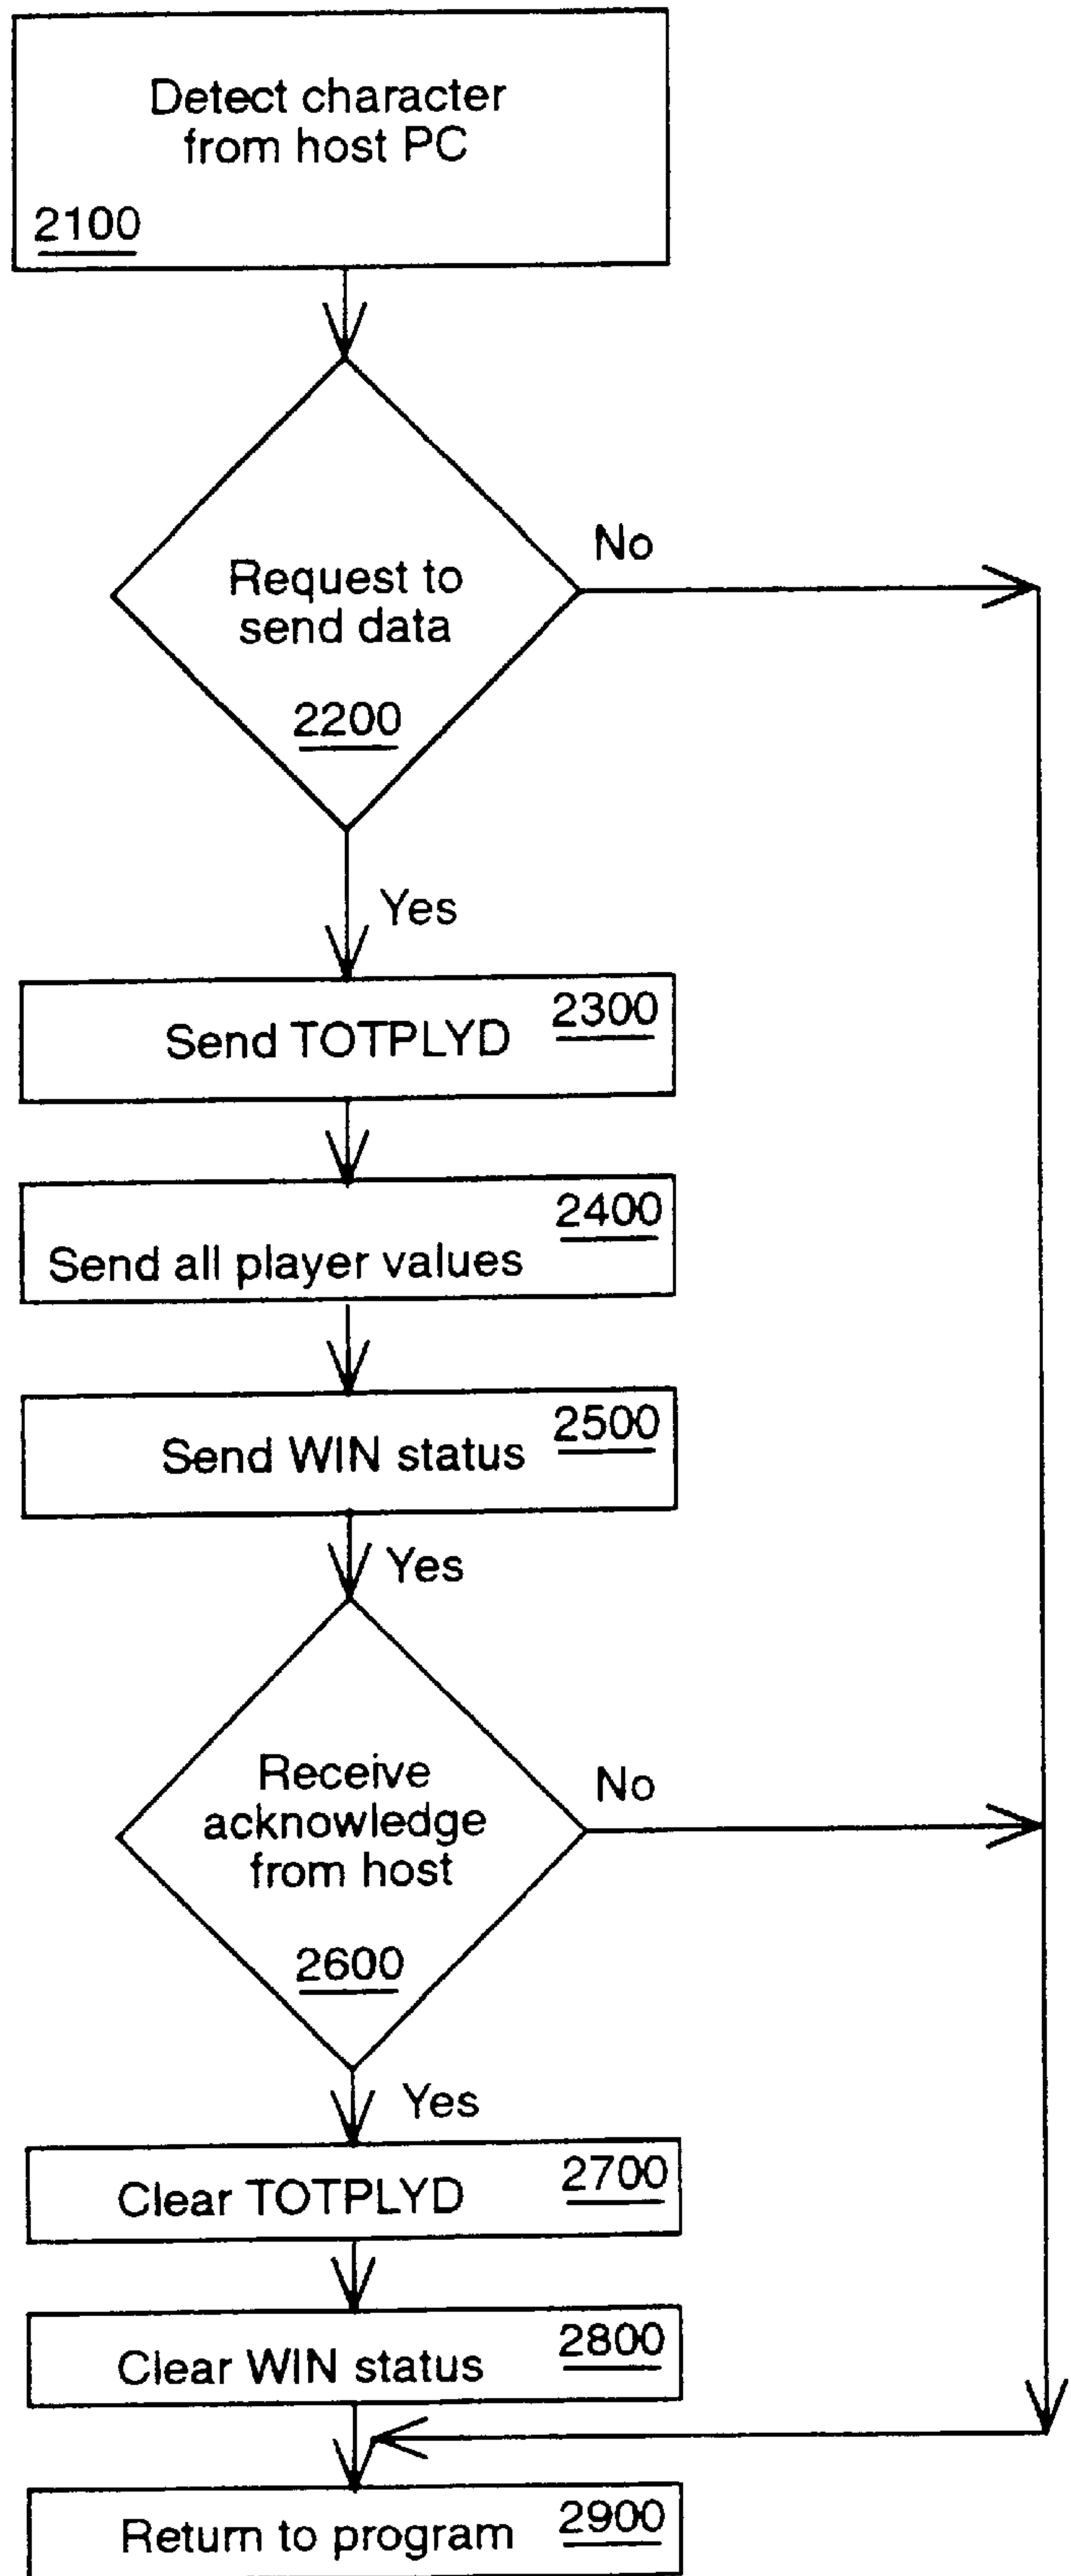 Detect character
from host PC
2100
No
Request to
send data
2200
Yes
Send TOTPLYD 2300
2400
Send all player values
Send WIN status 2500
Yes
Receive
acknowledge
from host
No
2600
Yes
Clear TOTPLYD 2700
Clear WIN status 2800
Return to program 2900